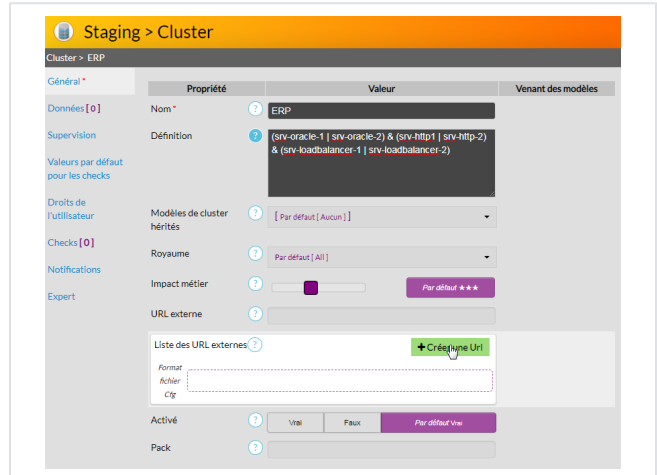 Staging > Cluster
Cluster > ERP
Général *
Données [ 0 ]
Supervision
Valeurs par défaut
pour les checks
Droits de
l'utilisateur
Checks [ 0 ]
Notifications
Expert
Propriété Valeur Venant des modèles
Nom * ? ERP
Définition ? (srv-oracle-1 | srv-oracle-2) & (srv-http1 | srv-http-2)
& (srv-loadbalancer-1 | srv-loadbalancer-2)
Modèles de cluster
hérités ? [ Par défaut [ Aucun ] ]
Royaume ? Par défaut [ All ]
Impact métier ? Par défaut ★★★
URL externe ?
Liste des URL externes ? + Créer une Url
Format
fichier
Cfg
Activé ? Vrai Faux Par défaut Vrai
Pack ?